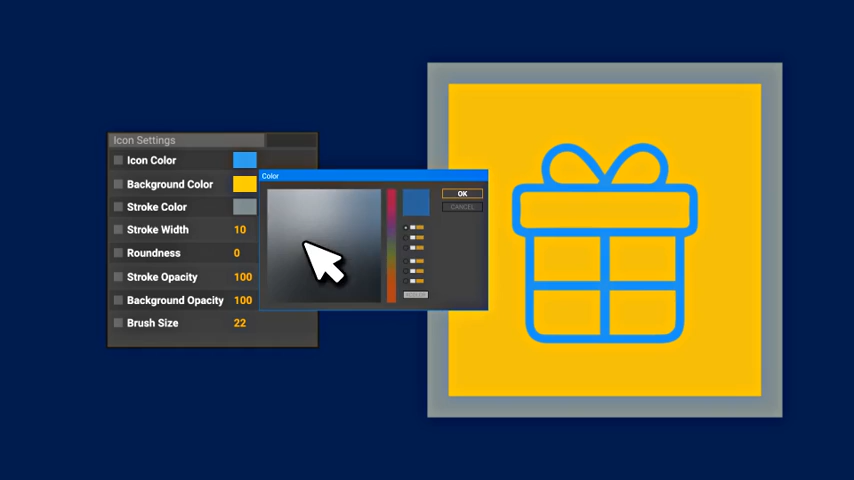 Icon Settings
Icon Color
Background Color
Stroke Color
Stroke Width 10
Roundness 0
Stroke Opacity 100
Background Opacity 100
Brush Size 22
Color
OK
CANCEL